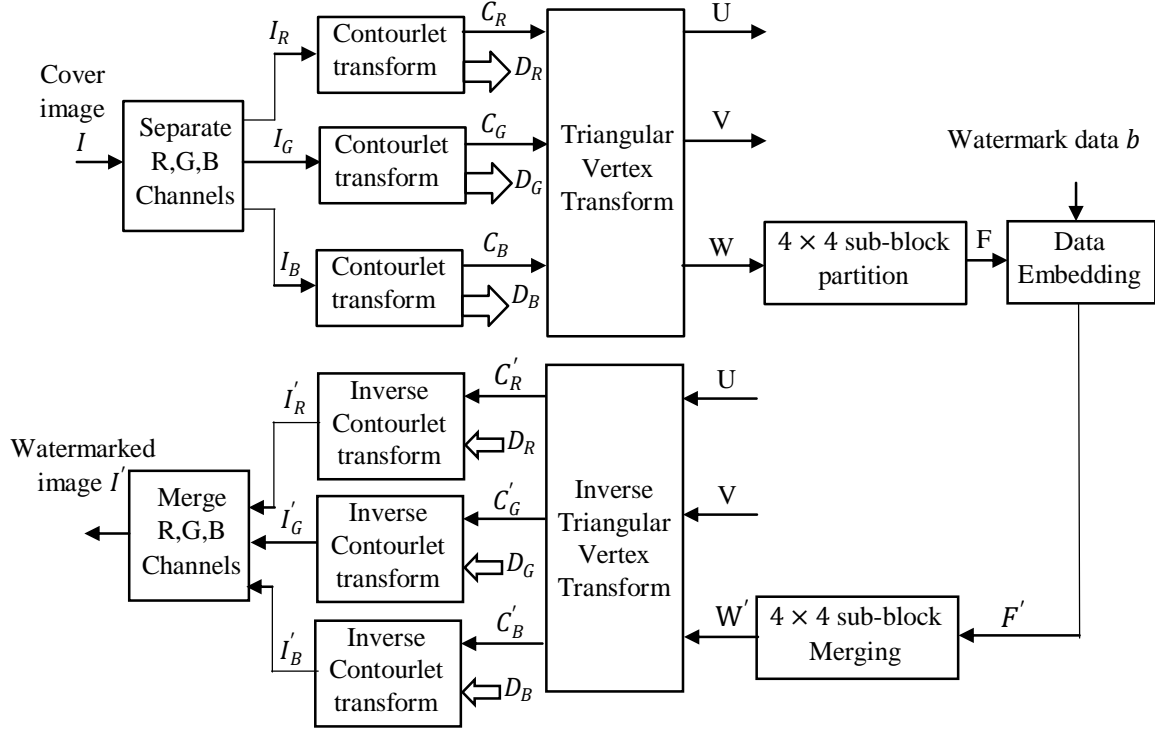 Cover
image
I
Separate
R,G,B
Channels
I_R
I_G
I_B
Contourlet
transform
C_R
D_R
Contourlet
transform
C_G
D_G
Contourlet
transform
C_B
D_B
Triangular
Vertex
Transform
U
V
W
4 × 4 sub-block
partition
F
Watermark data b
Data
Embedding
Watermarked
image I′
Merge
R,G,B
Channels
I′_R
I′_G
I′_B
Inverse
Contourlet
transform
C′_R
D_R
Inverse
Contourlet
transform
C′_G
D_G
Inverse
Contourlet
transform
C′_B
D_B
Inverse
Triangular
Vertex
Transform
U
V
W′
4 × 4 sub-block
Merging
F′